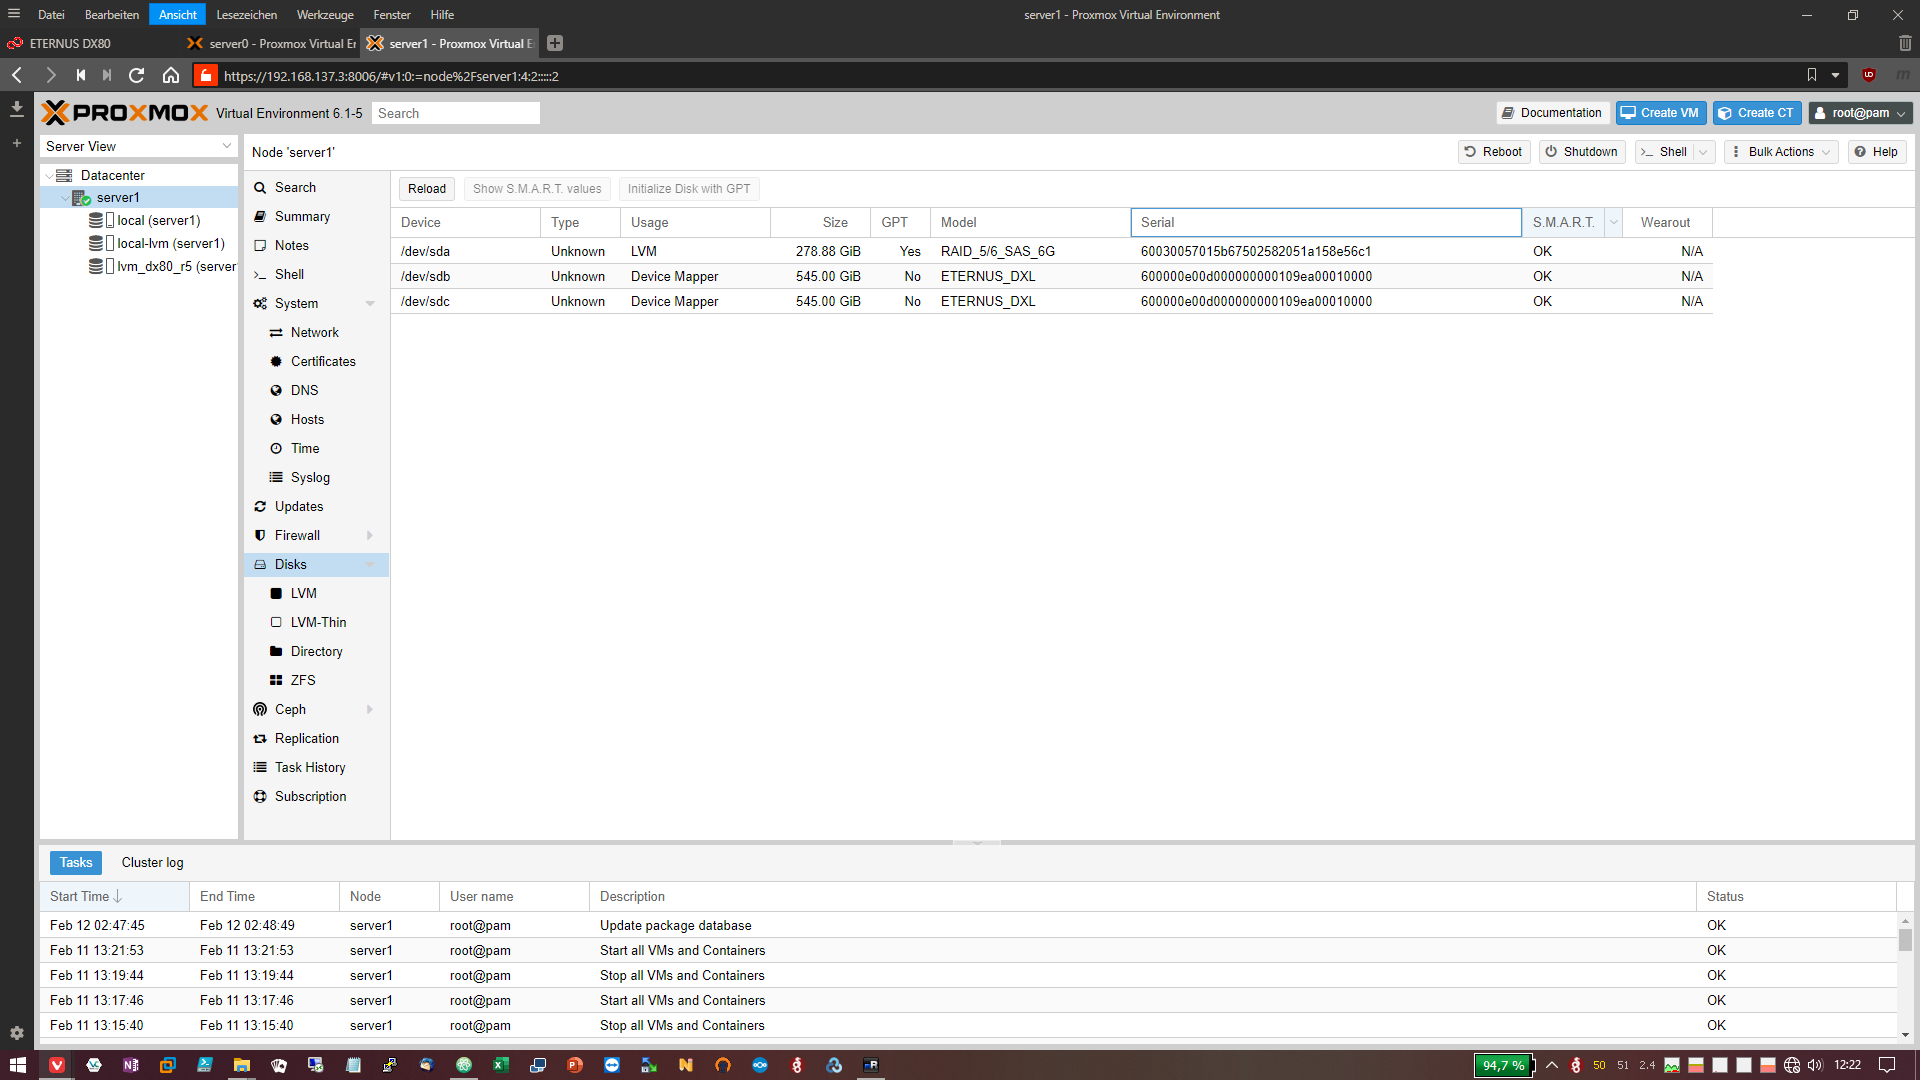 Datei Bearbeiten Ansicht Lesezeichen Werkzeuge Fenster Hilfe server1 - Proxmox Virtual Environment
ETERNUS DX80 server0 - Proxmox Virtual Er server1 - Proxmox Virtual E
https://192.168.137.3:8006/#v1:0:=node%2Fserver1:4:2:::::2
PROXMOX Virtual Environment 6.1-5 Search Documentation Create VM Create CT root@pam
Server View
Node 'server1' Reboot Shutdown Shell Bulk Actions Help
Datacenter
server1
local (server1)
local-lvm (server1)
lvm_dx80_r5 (server
Search
Summary
Notes
Shell
System
Network
Certificates
DNS
Hosts
Time
Syslog
Updates
Firewall
Disks
LVM
LVM-Thin
Directory
ZFS
Ceph
Replication
Task History
Subscription
Reload Show S.M.A.R.T. values Initialize Disk with GPT
Device Type Usage Size GPT Model Serial S.M.A.R.T. Wearout
/dev/sda Unknown LVM 278.88 GiB Yes RAID_5/6_SAS_6G 60030057015b67502582051a158e56c1 OK N/A
/dev/sdb Unknown Device Mapper 545.00 GiB No ETERNUS_DXL 600000e00d000000000109ea00010000 OK N/A
/dev/sdc Unknown Device Mapper 545.00 GiB No ETERNUS_DXL 600000e00d000000000109ea00010000 OK N/A
Tasks Cluster log
Start Time End Time Node User name Description Status
Feb 12 02:47:45 Feb 12 02:48:49 server1 root@pam Update package database OK
Feb 11 13:21:53 Feb 11 13:21:53 server1 root@pam Start all VMs and Containers OK
Feb 11 13:19:44 Feb 11 13:19:44 server1 root@pam Stop all VMs and Containers OK
Feb 11 13:17:46 Feb 11 13:17:46 server1 root@pam Start all VMs and Containers OK
Feb 11 13:15:40 Feb 11 13:15:40 server1 root@pam Stop all VMs and Containers OK
94,7 % 50 51 2.4 12:22